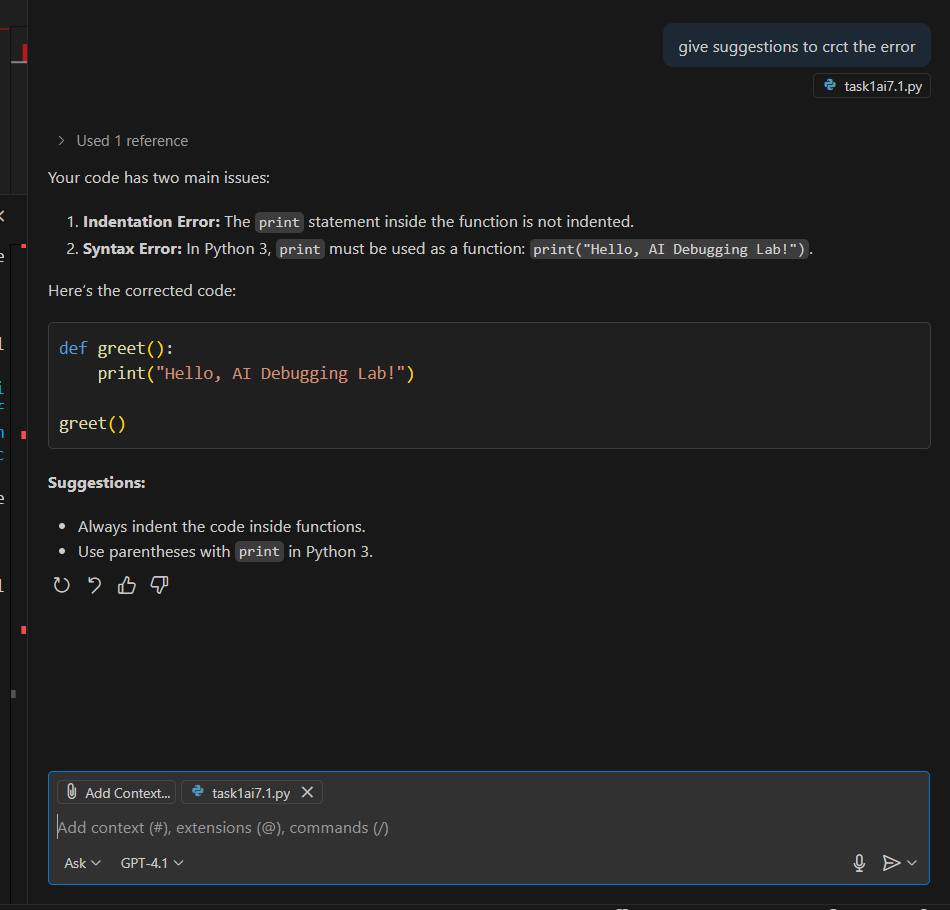 give suggestions to crct the error
task1ai7.1.py
Used 1 reference
Your code has two main issues:
1. Indentation Error: The print statement inside the function is not indented.
2. Syntax Error: In Python 3, print must be used as a function: print("Hello, AI Debugging Lab!").
Here's the corrected code:
def greet():
    print("Hello, AI Debugging Lab!")
greet()
Suggestions:
• Always indent the code inside functions.
• Use parentheses with print in Python 3.
Add Context... task1ai7.1.py
Add context (#), extensions (@), commands (/)
Ask GPT-4.1